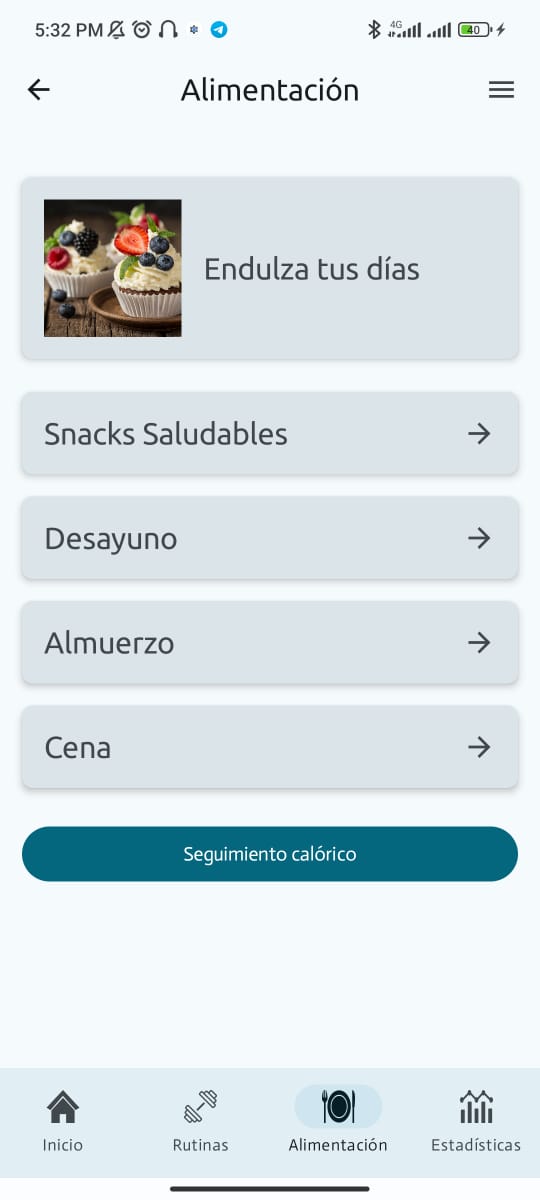 5:32 PM 4G 40
Alimentación
Endulza tus días
Snacks Saludables
Desayuno
Almuerzo
Cena
Seguimiento calórico
Inicio Rutinas Alimentación Estadísticas